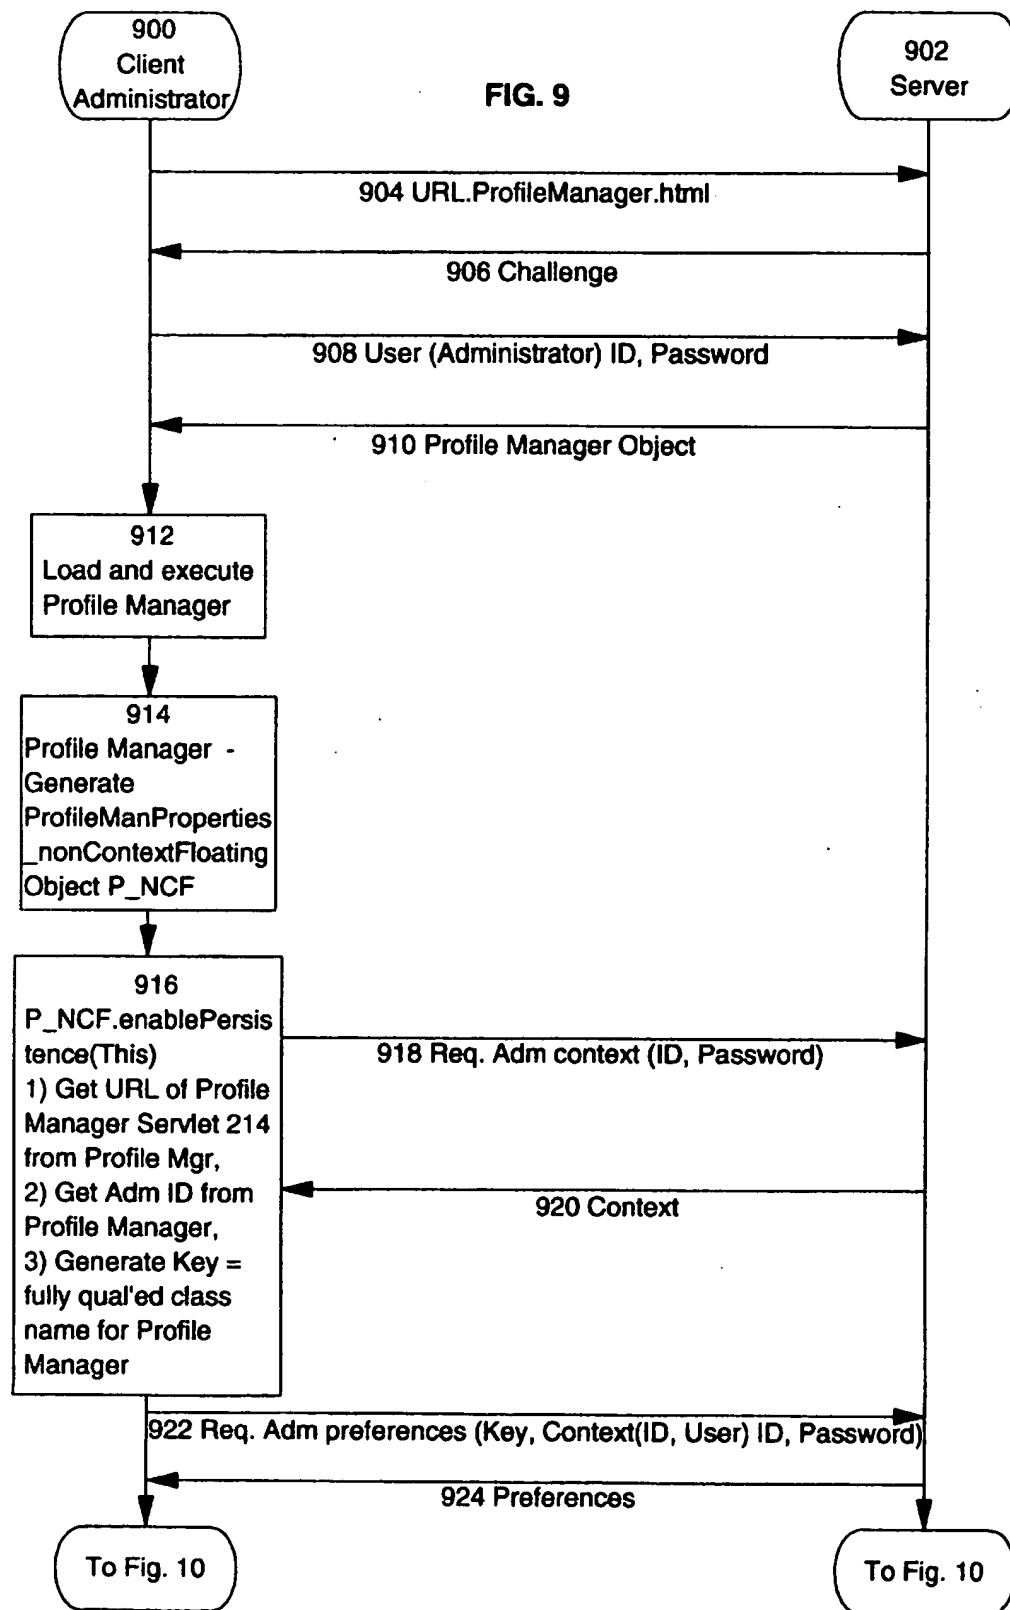 900
Client
Administrator
FIG. 9
902
Server
904 URL.ProfileManager.html
906 Challenge
908 User (Administrator) ID, Password
910 Profile Manager Object
912
Load and execute
Profile Manager
914
Profile Manager -
Generate
ProfileManProperties
_nonContextFloating
Object P_NCF
916
P_NCF.enablePersis
tence(This)
1) Get URL of Profile
Manager Servlet 214
from Profile Mgr,
2) Get Adm ID from
Profile Manager,
3) Generate Key =
fully qual'ed class
name for Profile
Manager
918 Req. Adm context (ID, Password)
920 Context
922 Req. Adm preferences (Key, Context(ID, User) ID, Password)
924 Preferences
To Fig. 10
To Fig. 10